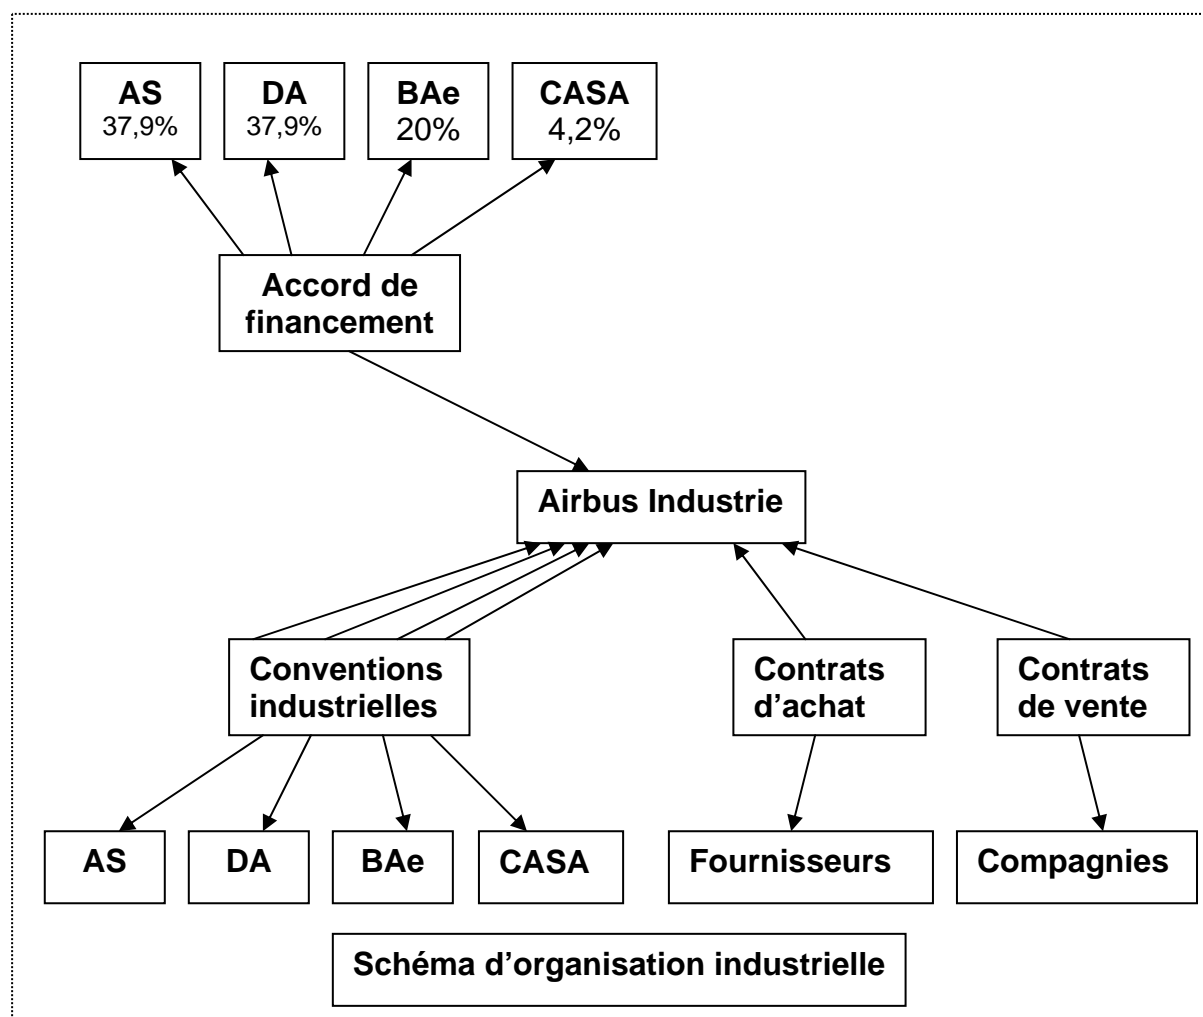 AS
37,9%
DA
37,9%
BAe
20%
CASA
4,2%
Accord de
financement
Airbus Industrie
Conventions
industrielles
Contrats
d’achat
Contrats
de vente
AS
DA
BAe
CASA
Fournisseurs
Compagnies
Schéma d’organisation industrielle